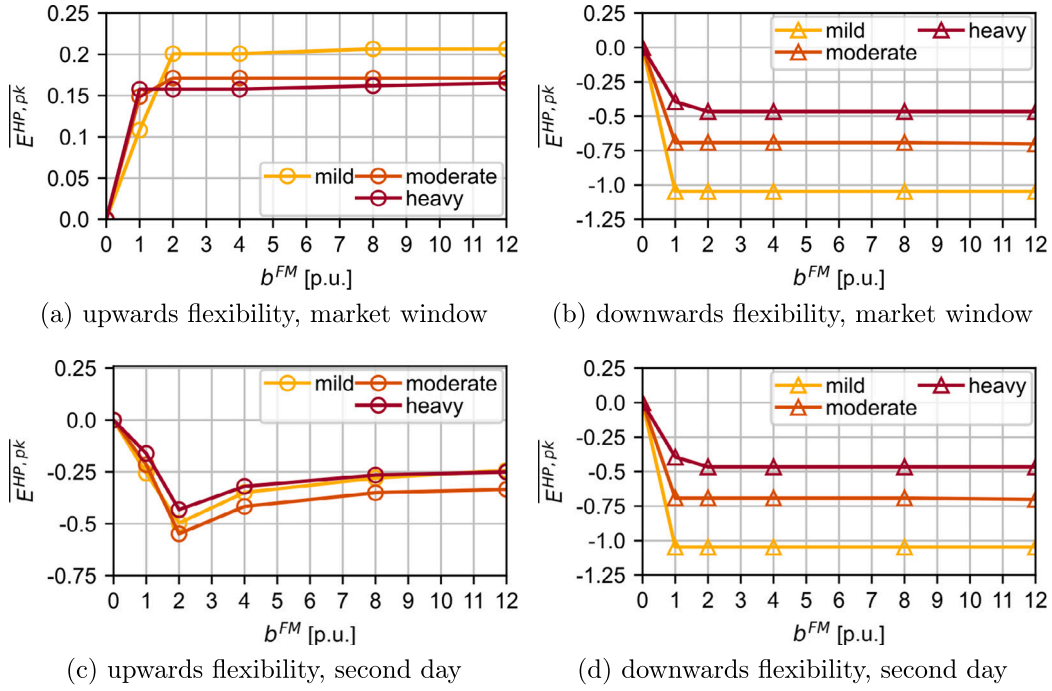 0.25
0.2
0.15
0.1
0.05
0.0
E^HP,pk
mild moderate
heavy
0 1 2 3 4 5 6 7 8 9 10 11 12
b^FM [p.u.]
(a) upwards flexibility, market window
0.25
0.0
-0.25
-0.5
-0.75
-1.0
-1.25
E^HP,pk
mild heavy
moderate
0 1 2 3 4 5 6 7 8 9 10 11 12
b^FM [p.u.]
(b) downwards flexibility, market window
0.25
0.0
-0.25
-0.5
-0.75
E^HP,pk
mild moderate
heavy
0 1 2 3 4 5 6 7 8 9 10 11 12
b^FM [p.u.]
(c) upwards flexibility, second day
0.25
0.0
-0.25
-0.5
-0.75
-1.0
-1.25
E^HP,pk
mild heavy
moderate
0 1 2 3 4 5 6 7 8 9 10 11 12
b^FM [p.u.]
(d) downwards flexibility, second day